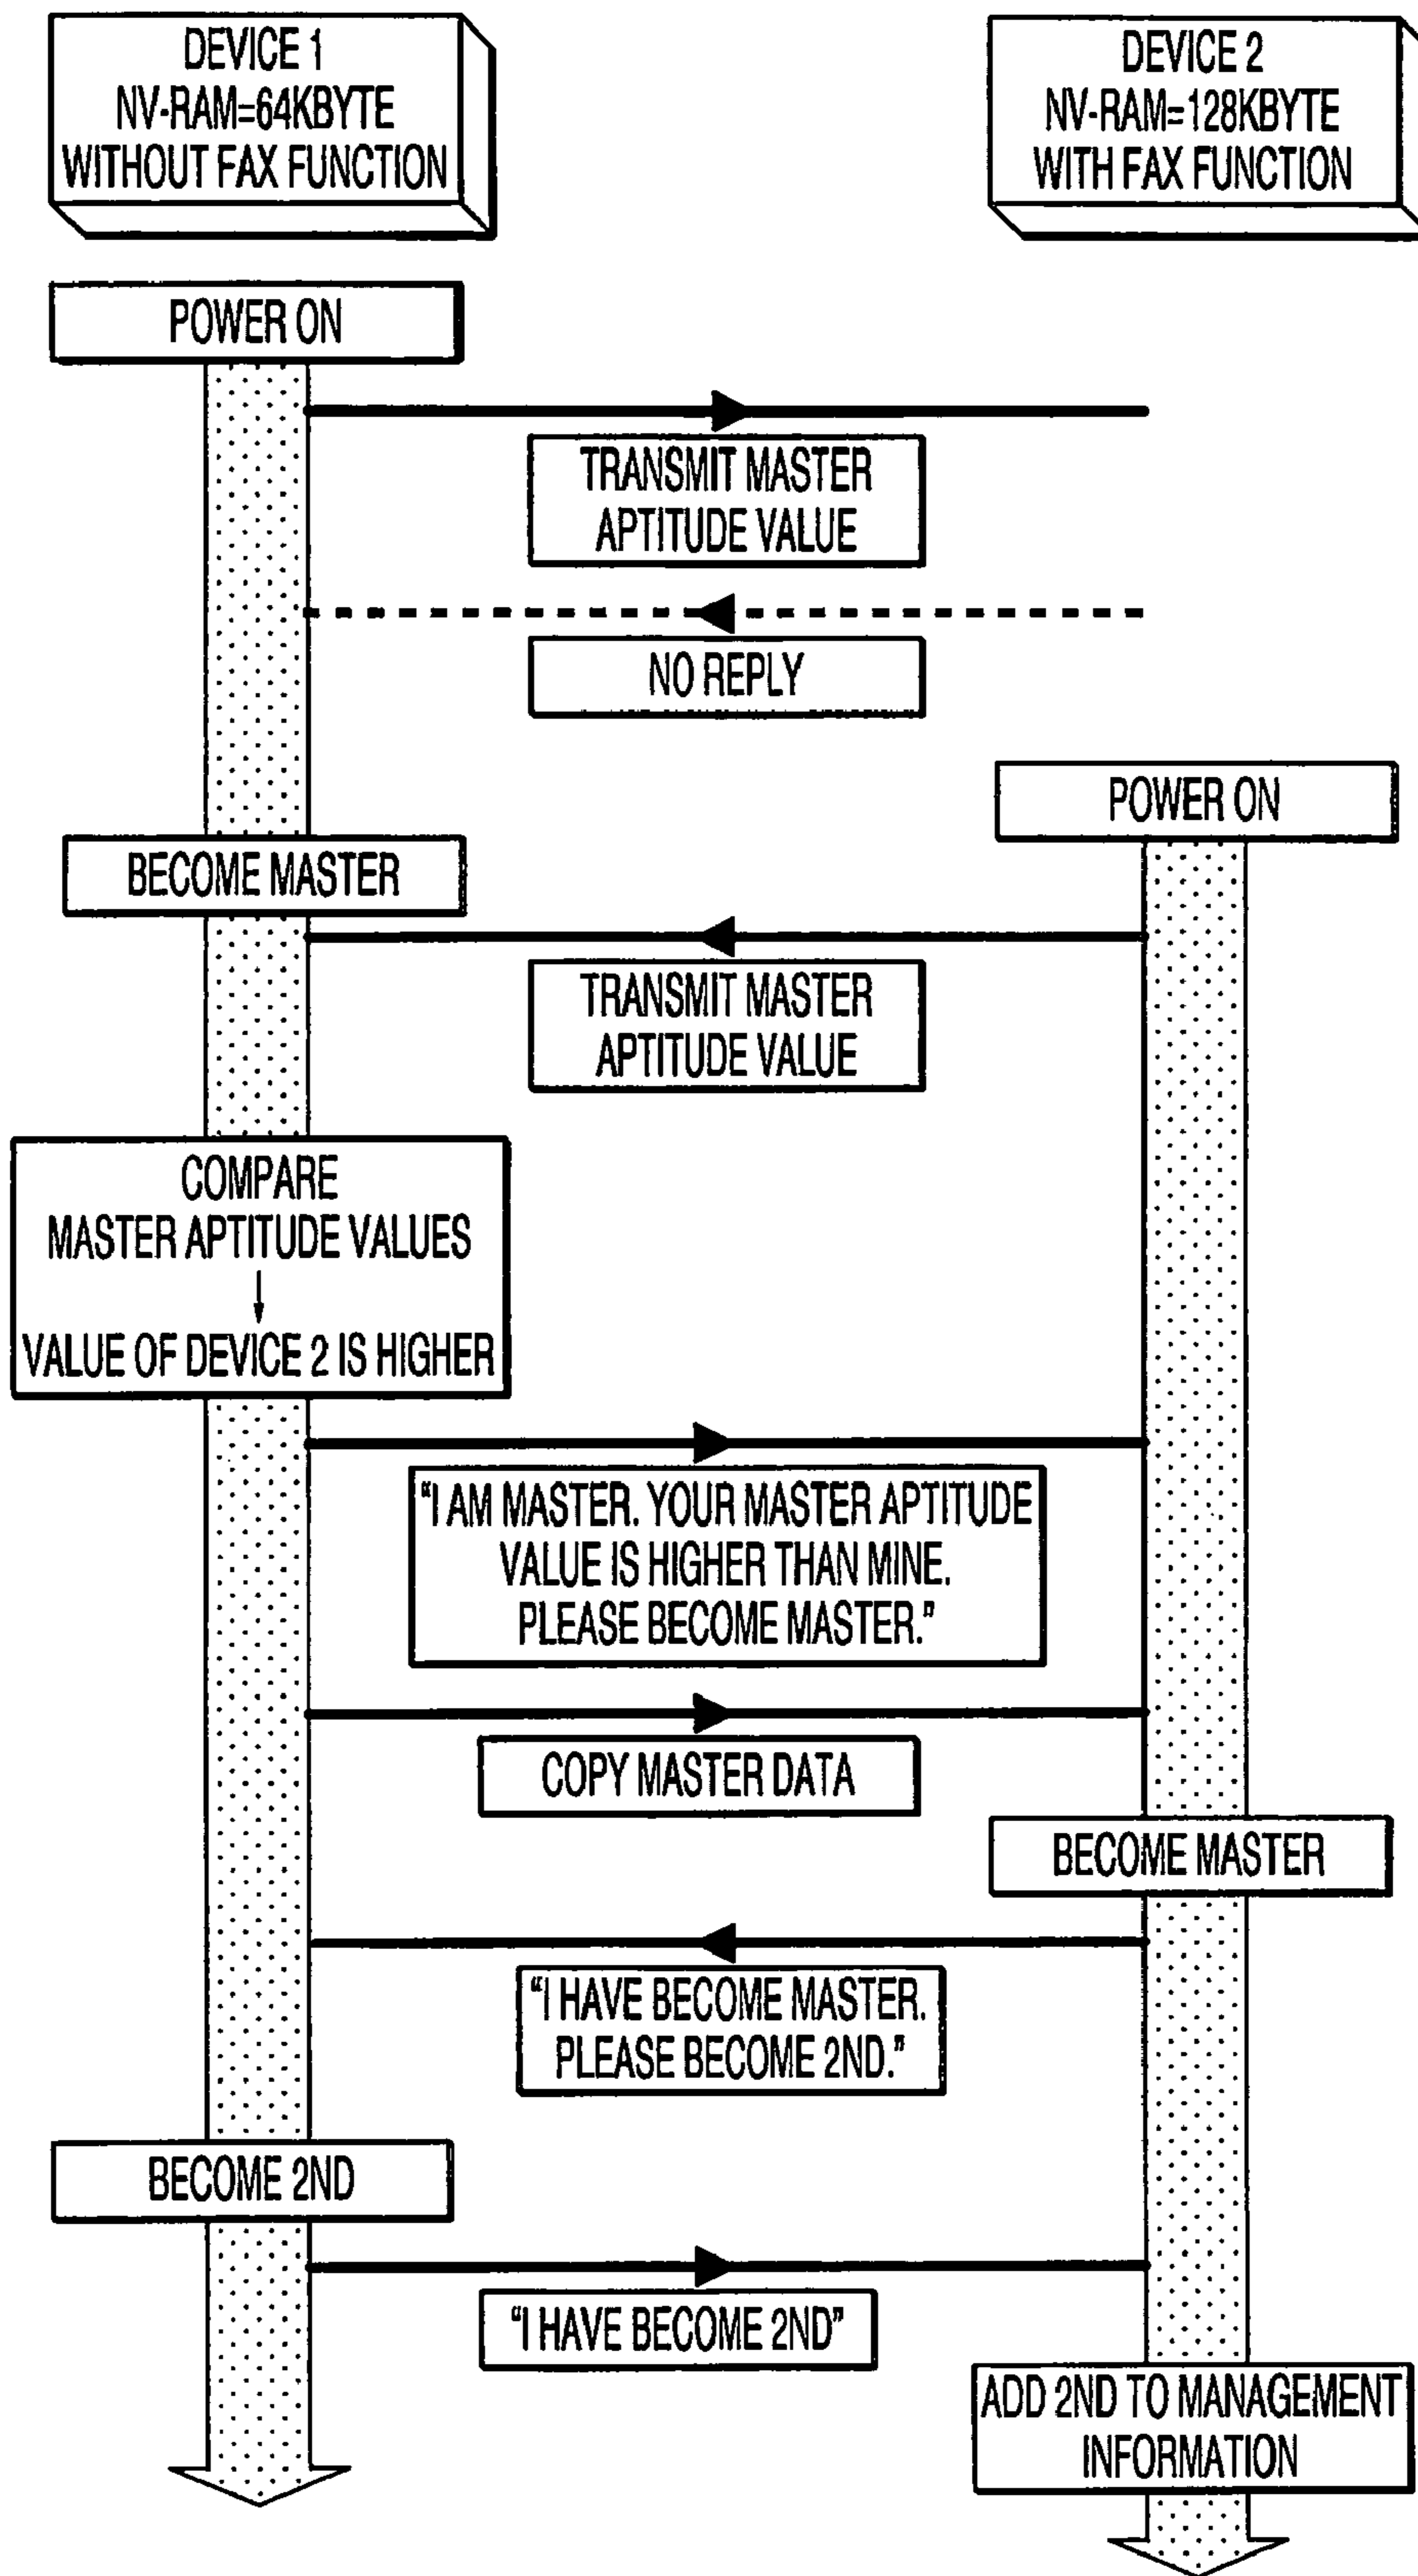 DEVICE 1
NV-RAM=64KBYTE
WITHOUT FAX FUNCTION
DEVICE 2
NV-RAM=128KBYTE
WITH FAX FUNCTION
POWER ON
TRANSMIT MASTER
APTITUDE VALUE
NO REPLY
POWER ON
BECOME MASTER
TRANSMIT MASTER
APTITUDE VALUE
COMPARE
MASTER APTITUDE VALUES
VALUE OF DEVICE 2 IS HIGHER
"I AM MASTER. YOUR MASTER APTITUDE
VALUE IS HIGHER THAN MINE.
PLEASE BECOME MASTER."
COPY MASTER DATA
BECOME MASTER
"I HAVE BECOME MASTER.
PLEASE BECOME 2ND."
BECOME 2ND
"I HAVE BECOME 2ND"
ADD 2ND TO MANAGEMENT
INFORMATION